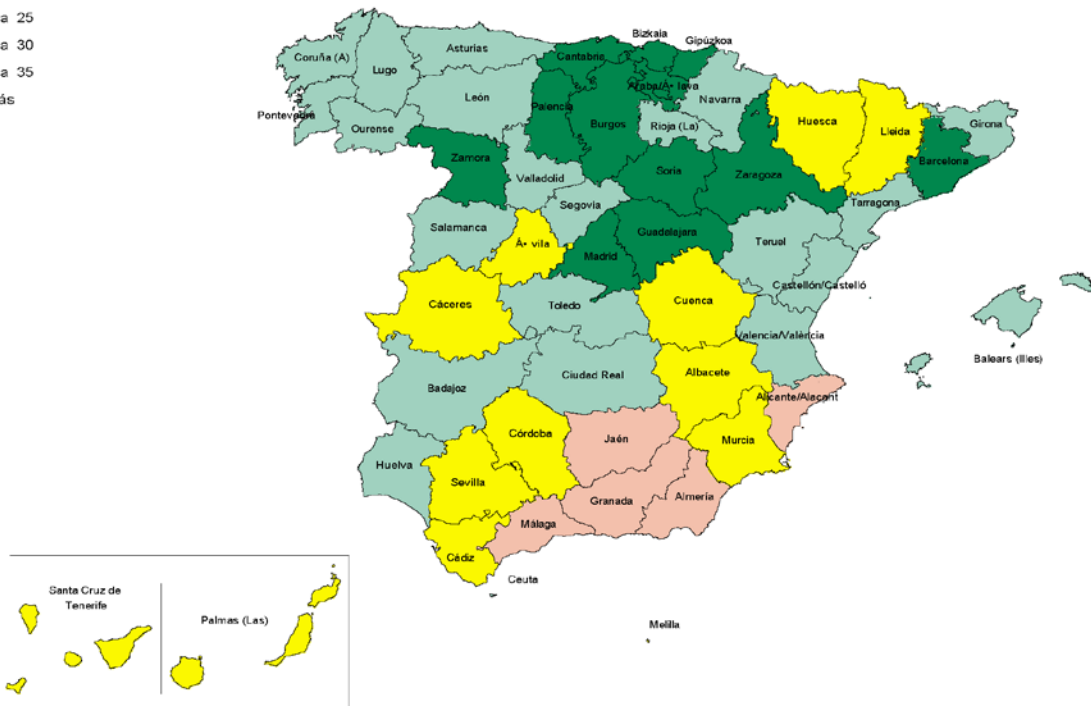 a 25
a 30
a 35
ás
Bizkaia
Gipúzkoa
Asturias
Cantabria
Coruña (A)
Lugo
Araba/Á• lava
León
Navarra
Palencia
Pontevedra
Burgos
Rioja (La)
Huesca
Lleida
Girona
Ourense
Zamora
Barcelona
Soria
Zaragoza
Valladolid
Segovia
Tarragona
Salamanca
Guadalajara
Á• vila
Teruel
Madrid
Castellón/Castelló
Cáceres
Toledo
Cuenca
Valencia/València
Balears (Illes)
Ciudad Real
Albacete
Badajoz
Alicante/Alacant
Córdoba
Jaén
Murcia
Huelva
Sevilla
Granada
Almería
Málaga
Cádiz
Ceuta
Santa Cruz de
Tenerife
Palmas (Las)
Melilla